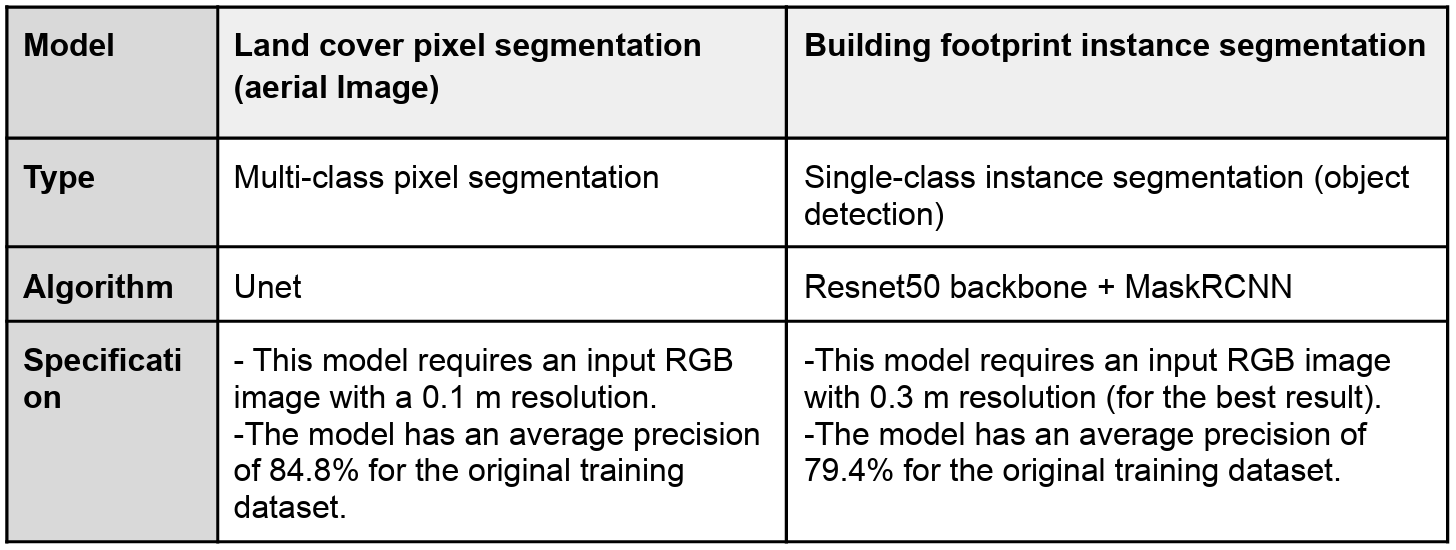 Model
Land cover pixel segmentation
(aerial Image)
Building footprint instance segmentation
Type
Multi-class pixel segmentation
Single-class instance segmentation (object
detection)
Algorithm
Unet
Resnet50 backbone + MaskRCNN
Specificati
on
- This model requires an input RGB
image with a 0.1 m resolution.
-The model has an average precision
of 84.8% for the original training
dataset.
-This model requires an input RGB image
with 0.3 m resolution (for the best result).
-The model has an average precision of
79.4% for the original training dataset.